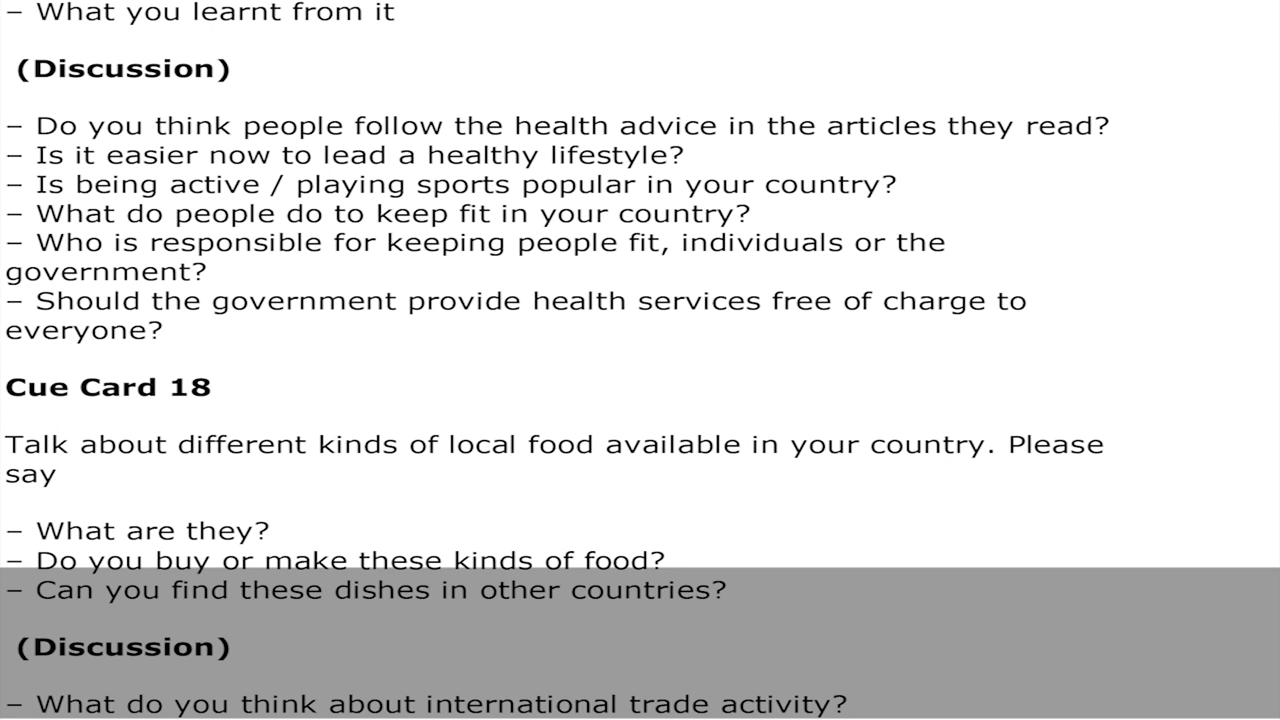 – What you learnt from it
(Discussion)
– Do you think people follow the health advice in the articles they read?
– Is it easier now to lead a healthy lifestyle?
– Is being active / playing sports popular in your country?
– What do people do to keep fit in your country?
– Who is responsible for keeping people fit, individuals or the
government?
– Should the government provide health services free of charge to
everyone?
Cue Card 18
Talk about different kinds of local food available in your country. Please
say
– What are they?
– Do you buy or make these kinds of food?
– Can you find these dishes in other countries?
(Discussion)
– What do you think about international trade activity?